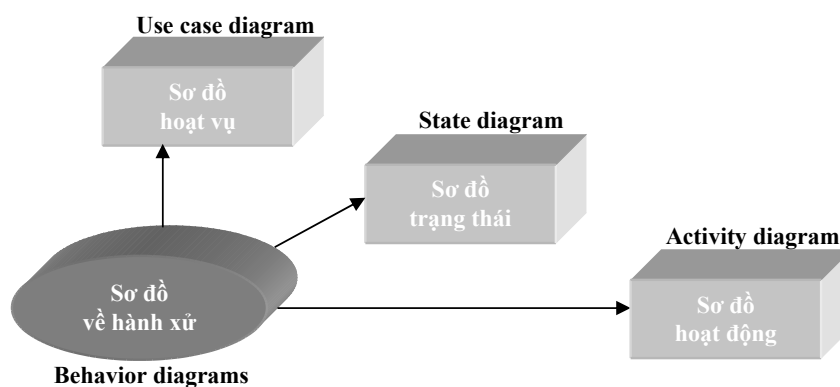 Use case diagram
Sơ đồ
hoạt vụ
State diagram
Sơ đồ
trạng thái
Activity diagram
Sơ đồ
hoạt động
Sơ đồ
về hành xử
Behavior diagrams